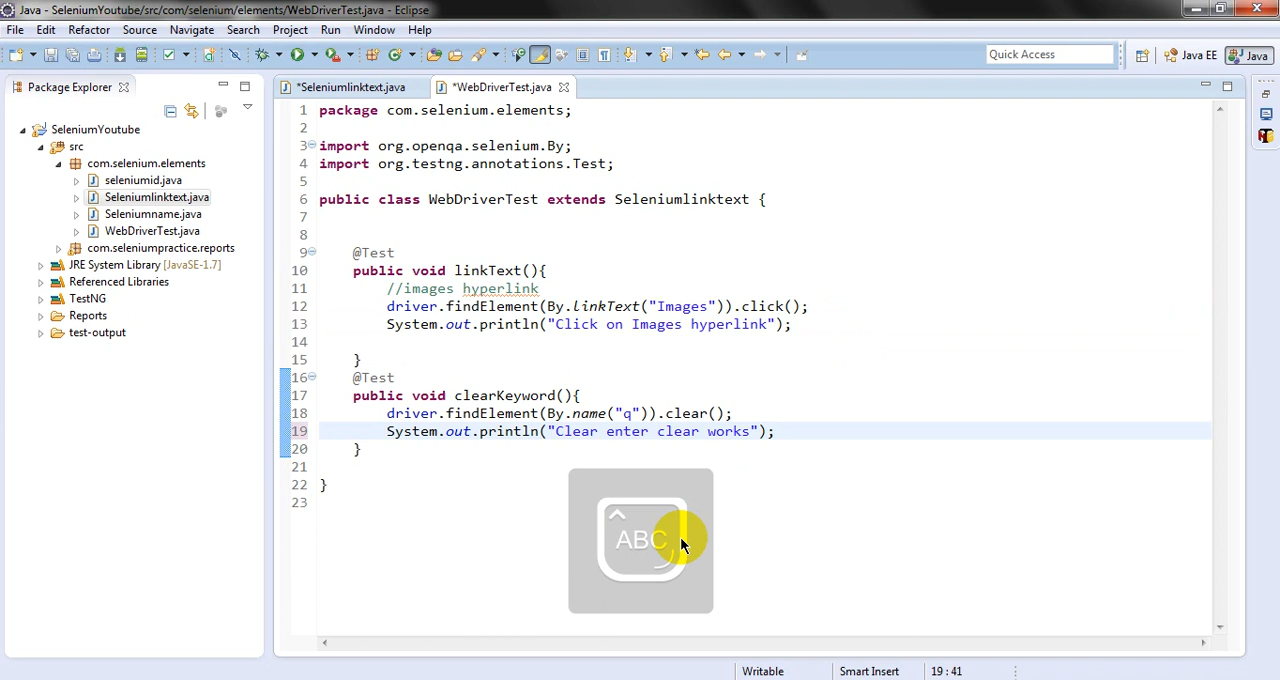 Java - SeleniumYoutube/src/com/selenium/elements/WebDriverTest.java - Eclipse
File Edit Refactor Source Navigate Search Project Run Window Help
Quick Access
Java EE
Java
Package Explorer
*Seleniumlinktext.java
*WebDriverTest.java
SeleniumYoutube
src
com.selenium.elements
seleniumid.java
Seleniumlinktext.java
Seleniumname.java
WebDriverTest.java
com.seleniumpractice.reports
JRE System Library [JavaSE-1.7]
Referenced Libraries
TestNG
Reports
test-output
1 package com.selenium.elements;
2
3 import org.openqa.selenium.By;
4 import org.testng.annotations.Test;
5
6 public class WebDriverTest extends Seleniumlinktext {
7
8
9 @Test
10 public void linkText(){
11 //images hyperlink
12 driver.findElement(By.linkText("Images")).click();
13 System.out.println("Click on Images hyperlink");
14
15 }
16 @Test
17 public void clearKeyword(){
18 driver.findElement(By.name("q")).clear();
19 System.out.println("Clear enter clear works");
20 }
21
22 }
23
ABC
Writable
Smart Insert
19 : 41